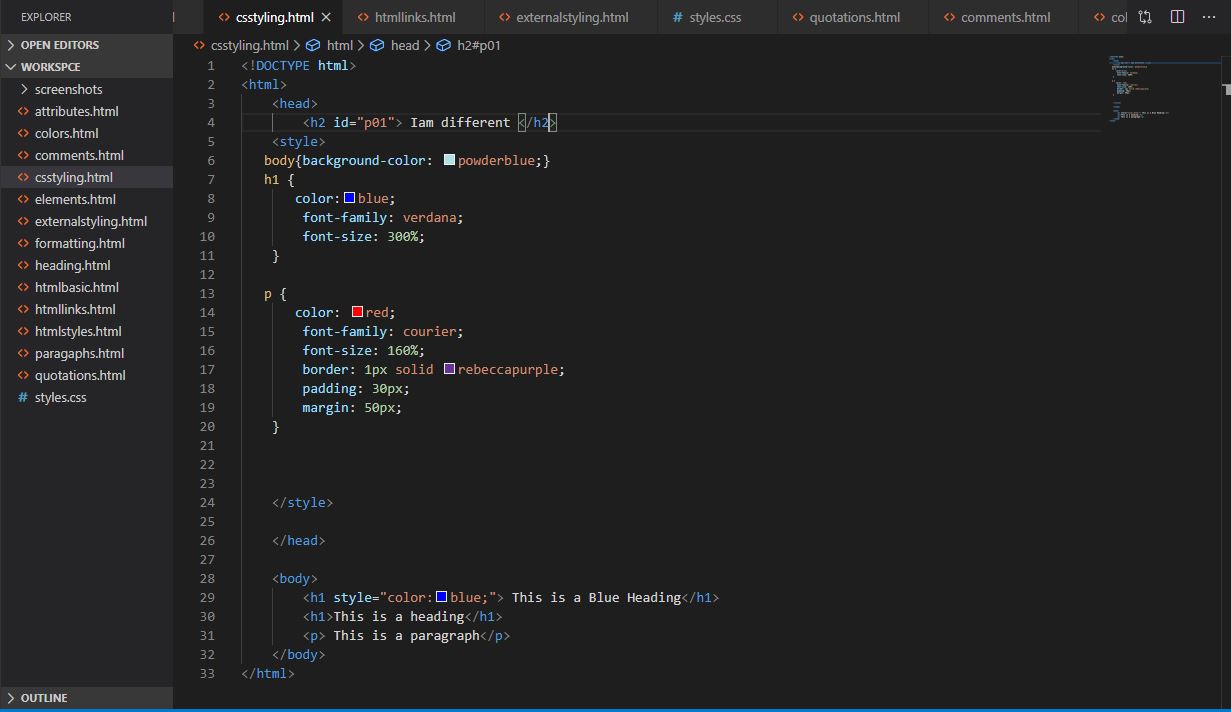 EXPLORER
OPEN EDITORS
WORKSPCE
screenshots
attributes.html
colors.html
comments.html
csstyling.html
elements.html
externalstyling.html
formatting.html
heading.html
htmlbasic.html
htmllinks.html
htmlstyles.html
paragaphs.html
quotations.html
# styles.css
OUTLINE
csstyling.html htmllinks.html externalstyling.html # styles.css quotations.html comments.html col
csstyling.html > html > head > h2#p01
1 <!DOCTYPE html>
2 <html>
3 <head>
4 <h2 id="p01"> Iam different </h2>
5 <style>
6 body{background-color: powderblue;}
7 h1 {
8 color:blue;
9 font-family: verdana;
10 font-size: 300%;
11 }
12
13 p {
14 color: red;
15 font-family: courier;
16 font-size: 160%;
17 border: 1px solid rebeccapurple;
18 padding: 30px;
19 margin: 50px;
20 }
21
22
23
24 </style>
25
26 </head>
27
28 <body>
29 <h1 style="color:blue;"> This is a Blue Heading</h1>
30 <h1>This is a heading</h1>
31 <p> This is a paragraph</p>
32 </body>
33 </html>